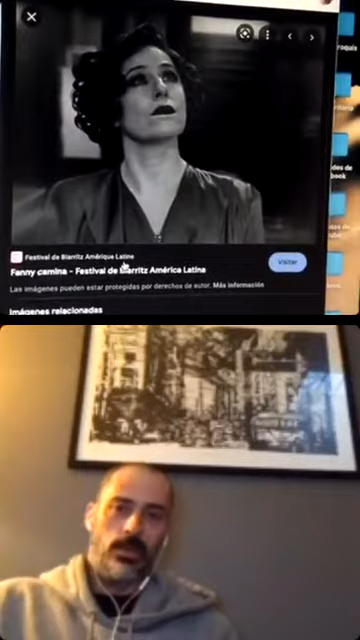 Festival de Biarritz Amérique Latine
Fanny camina - Festival de Biarritz América Latina
Visitar
Las imágenes pueden estar protegidas por derechos de autor. Más información
Imágenes relacionadas